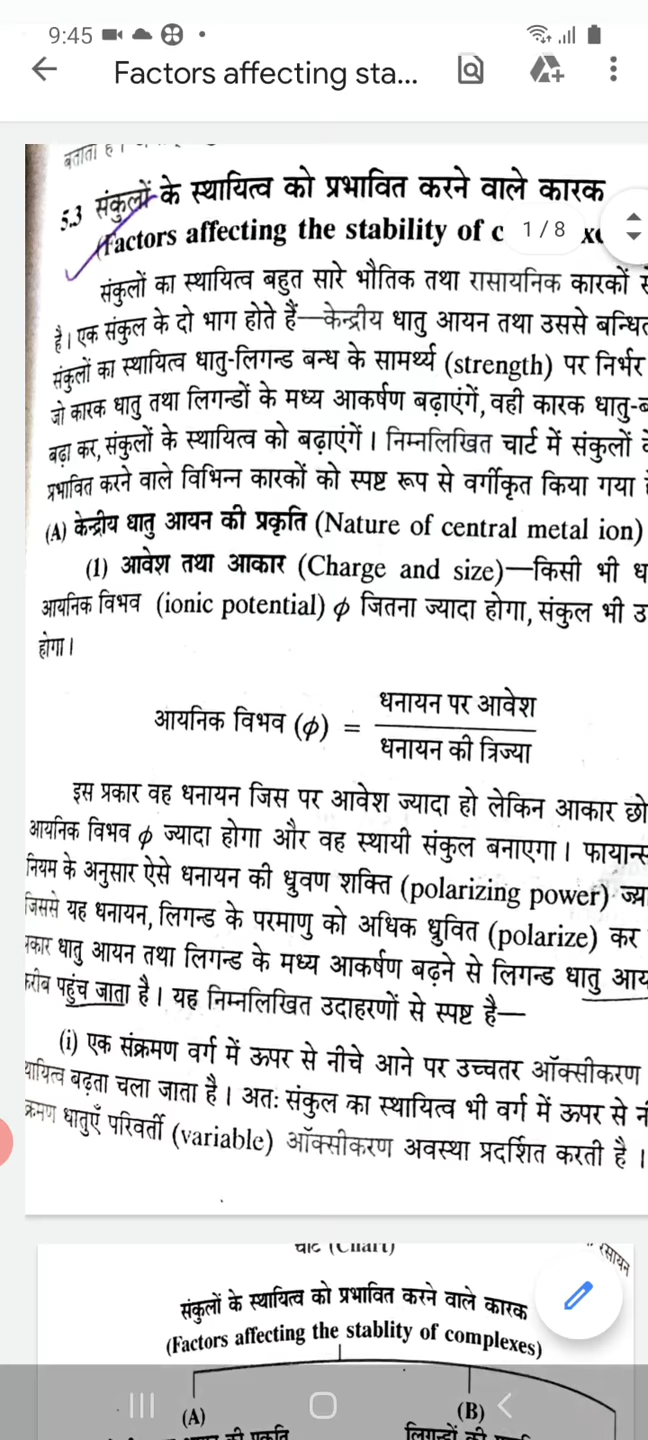 9:45
Factors affecting sta...
बताता है।
5.3 संकुलों के स्थायित्व को प्रभावित करने वाले कारक
(Factors affecting the stability of c
1 / 8
संकुलों का स्थायित्व बहुत सारे भौतिक तथा रासायनिक कारकों
है। एक संकुल के दो भाग होते हैं—केन्द्रीय धातु आयन तथा उससे
संकुलों का स्थायित्व धातु-लिगन्ड बन्ध के सामर्थ्य (strength) पर निर्भर
जो कारक धातु तथा लिगन्डों के मध्य आकर्षण बढ़ाएंगें, वही कारक धातु-
बढ़ा कर, संकुलों के स्थायित्व को बढ़ाएंगें। निम्नलिखित चार्ट में संकुलों
प्रभावित करने वाले विभिन्न कारकों को स्पष्ट रूप से वर्गीकृत किया गया
(A) केन्द्रीय धातु आयन की प्रकृति (Nature of central metal ion)
(1) आवेश तथा आकार (Charge and size)—किसी भी
आयनिक विभव (ionic potential) ϕ जितना ज्यादा होगा, संकुल भी
होगा।
आयनिक विभव (ϕ) = धनायन पर आवेश
धनायन की त्रिज्या
इस प्रकार वह धनायन जिस पर आवेश ज्यादा हो लेकिन आकार
आयनिक विभव ϕ ज्यादा होगा और वह स्थायी संकुल बनाएगा। फायान्स
नियम के अनुसार ऐसे धनायन की ध्रुवण शक्ति (polarizing power)
जिससे यह धनायन, लिगन्ड के परमाणु को अधिक ध्रुवित (polarize) कर
धातु आयन तथा लिगन्ड के मध्य आकर्षण बढ़ने से लिगन्ड धातु
पहुंच जाता है। यह निम्नलिखित उदाहरणों से स्पष्ट है—
(i) एक संक्रमण वर्ग में ऊपर से नीचे आने पर उच्चतर ऑक्सीकरण
बढ़ता चला जाता है। अतः संकुल का स्थायित्व भी वर्ग में ऊपर से
धातुएँ परिवर्ती (variable) ऑक्सीकरण अवस्था प्रदर्शित करती है।
चार्ट (Chart)
संकुलों के स्थायित्व को प्रभावित करने वाले कारक
(Factors affecting the stablity of complexes)
(A)
(B)